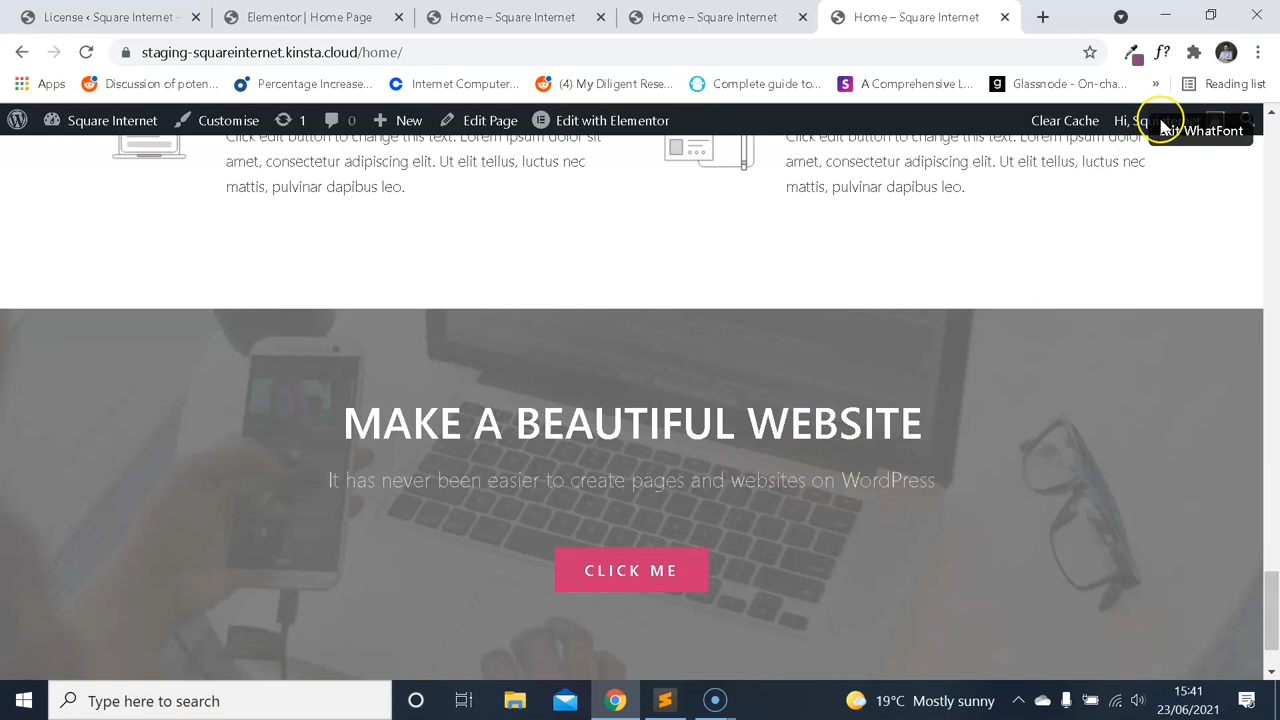 License ‹ Square Internet
Elementor | Home Page
Home – Square Internet
Home – Square Internet
Home – Square Internet
staging-squareinternet.kinsta.cloud/home/
f?
Apps
Discussion of poten...
Percentage Increase...
Internet Computer...
(4) My Diligent Rese...
Complete guide to...
A Comprehensive L...
Glassnode - On-cha...
»
Reading list
Square Internet
Customise
1
0
New
Edit Page
Edit with Elementor
Clear Cache
Hi,
WhatFont
Click edit button to change this text. Lorem ipsum dolor sit
amet, consectetur adipiscing elit. Ut elit tellus, luctus nec
mattis, pulvinar dapibus leo.
Click edit button to change this text. Lorem ipsum dolor
amet, consectetur adipiscing elit. Ut elit tellus, luctus nec
mattis, pulvinar dapibus leo.
MAKE A BEAUTIFUL WEBSITE
It has never been easier to create pages and websites on WordPress
CLICK ME
Type here to search
19°C Mostly sunny
15:41
23/06/2021